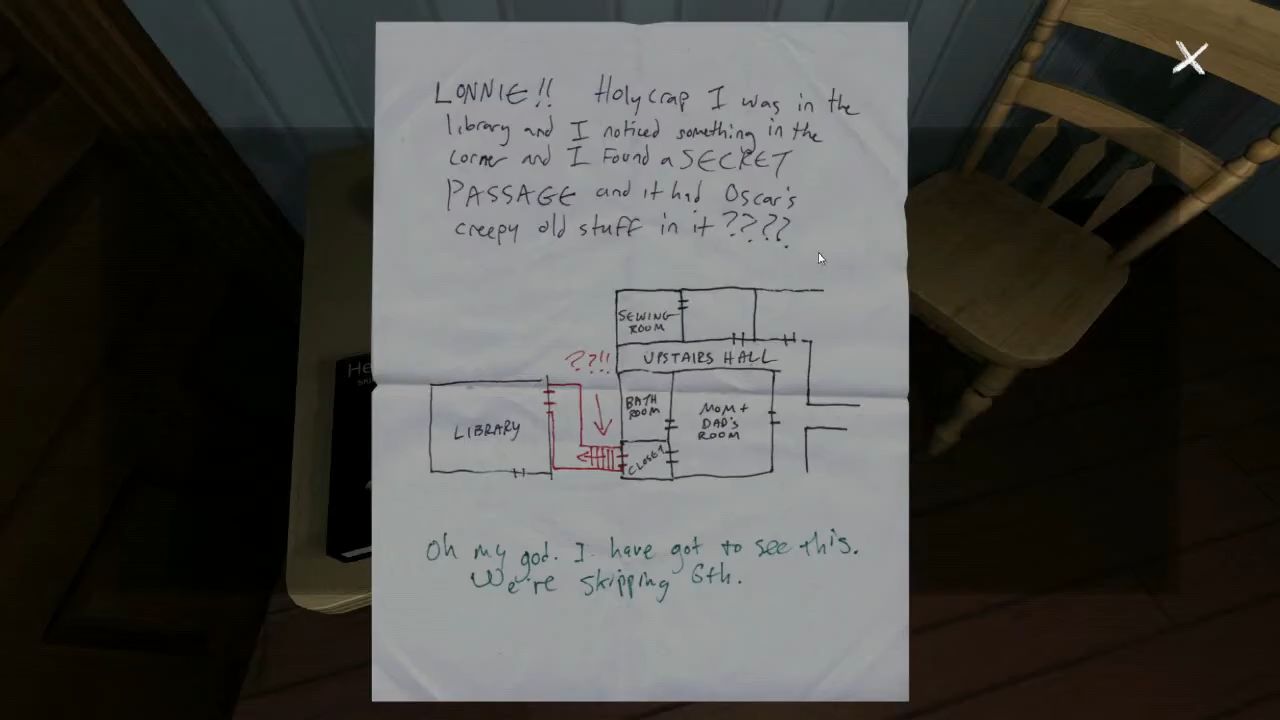 LONNIE!! Holy crap I was in the
library and I noticed something in the
corner and I Found a SECRET
PASSAGE and it had Oscar's
creepy old stuff in it ????
SEWING
ROOM
UPSTAIRS HALL
??!!
BATH
ROOM
MOM +
DAD'S
ROOM
LIBRARY
CLOSET
Oh my god. I have got to see this.
We're skipping 6th.
He